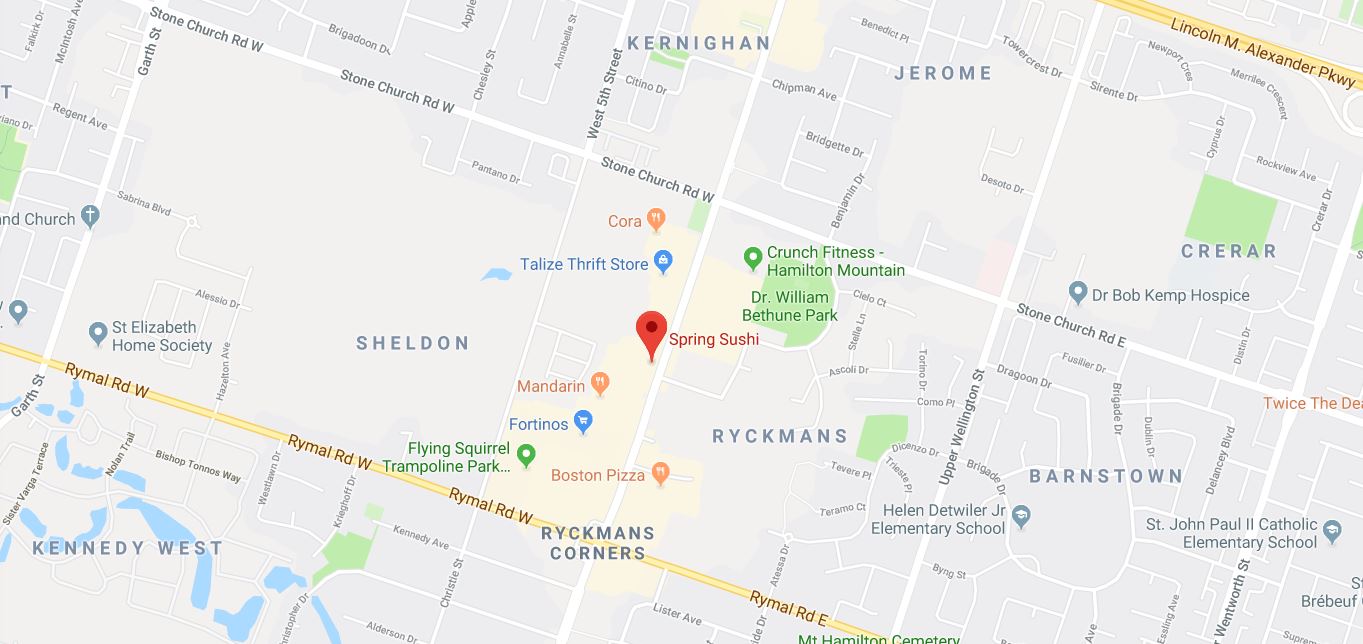 Stone Church Rd W
Apple
Falkirk Dr
McIntosh Ave
Garth St
Brigadoon Dr
Annabelle St
KERNIGHAN
Benedict Pl
Lincoln M. Alexander Pkwy
Towercrest Dr
Newport Cres
Merrilee Crescent
JEROME
Chesley St
Stone Church Rd W
West 5th Street
Citino Dr
Chipman Ave
Sirente Dr
T
Regent Ave
Bridgette Dr
Cyprus Dr
Rockview Ave
Pantano Dr
Stone Church Rd W
Desoto Dr
Benjamin Dr
Crerar Dr
Sabrina Blvd
nd Church
Cora
Crunch Fitness -
Hamilton Mountain
CRERAR
Talize Thrift Store
Dr. William
Bethune Park
Cielo Ct
Dr Bob Kemp Hospice
Alessio Dr
St Elizabeth
Home Society
SHELDON
Spring Sushi
Stelle Ln
Stone Church Rd E
Distin Dr
Hazelton Ave
Rymal Rd W
Garth St
Mandarin
Ascoli Dr
Torino Dr
Como Pl
Fusillier Dr
Dragoon Dr
Brigade Dr
Twice The Dea
Fortinos
Upper Wellington St
Dublin Dr
Delancey Blvd
Flying Squirrel
Trampoline Park...
RYCKMANS
Dicenzo Dr
Nolan Trail
Sister Varga Terrace
Bishop Tonnos Way
Rymal Rd W
Westlawn Dr
Krieghoff Dr
Boston Pizza
Tevere Pl
Trieste Pl
Brigade Dr
BARNSTOWN
Rymal Rd W
Teramo Ct
Helen Detwiler Jr
Elementary School
St. John Paul II Catholic
Elementary School
KENNEDY WEST
Kennedy Ave
RYCKMANS
CORNERS
Atessa Dr
Byng St
Christie St
Rymal Rd E
Wentworth St
St
Brébeuf
Christopher Dr
Alderson Dr
Lister Ave
ide Dr
Essling Ave
Mt Hamilton Cemetery